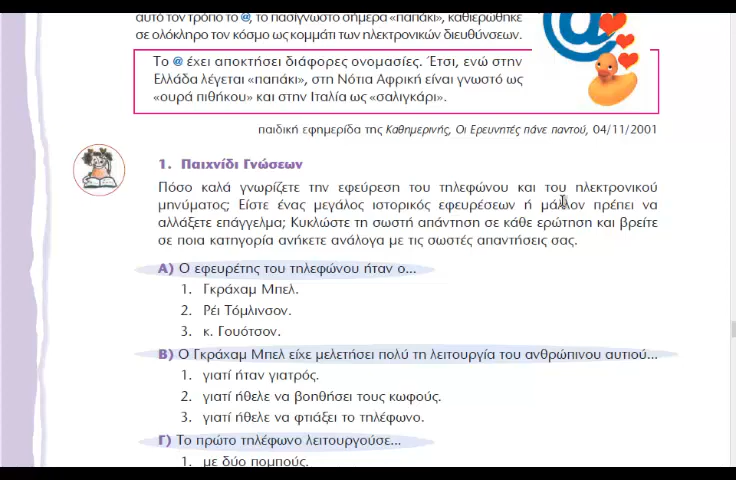 αυτό τον τρόπο το @, το πασίγνωστο σήμερα «παπάκι», καθιερώθηκε
σε ολόκληρο τον κόσμο ως κομμάτι των ηλεκτρονικών διευθύνσεων.
Το @ έχει αποκτήσει διάφορες ονομασίες. Έτσι, ενώ στην
Ελλάδα λέγεται «παπάκι», στη Νότια Αφρική είναι γνωστό ως
«ουρά πιθήκου» και στην Ιταλία ως «σαλιγκάρι».
παιδική εφημερίδα της Καθημερινής, Οι Ερευνητές πάνε παντού, 04/11/2001
1. Παιχνίδι Γνώσεων
Πόσο καλά γνωρίζετε την εφεύρεση του τηλεφώνου και του ηλεκτρονικού
μηνύματος; Είστε ένας μεγάλος ιστορικός εφευρέσεων ή μάλλον πρέπει να
αλλάξετε επάγγελμα; Κυκλώστε τη σωστή απάντηση σε κάθε ερώτηση και βρείτε
σε ποια κατηγορία ανήκετε ανάλογα με τις σωστές απαντήσεις σας.
Α) Ο εφευρέτης του τηλεφώνου ήταν ο...
1. Γκράχαμ Μπελ.
2. Ρέι Τόμλινσον.
3. κ. Γουότσον.
Β) Ο Γκράχαμ Μπελ είχε μελετήσει πολύ τη λειτουργία του ανθρώπινου αυτιού...
1. γιατί ήταν γιατρός.
2. γιατί ήθελε να βοηθήσει τους κωφούς.
3. γιατί ήθελε να φτιάξει το τηλέφωνο.
Γ) Το πρώτο τηλέφωνο λειτουργούσε...
1. με δύο πομπούς.